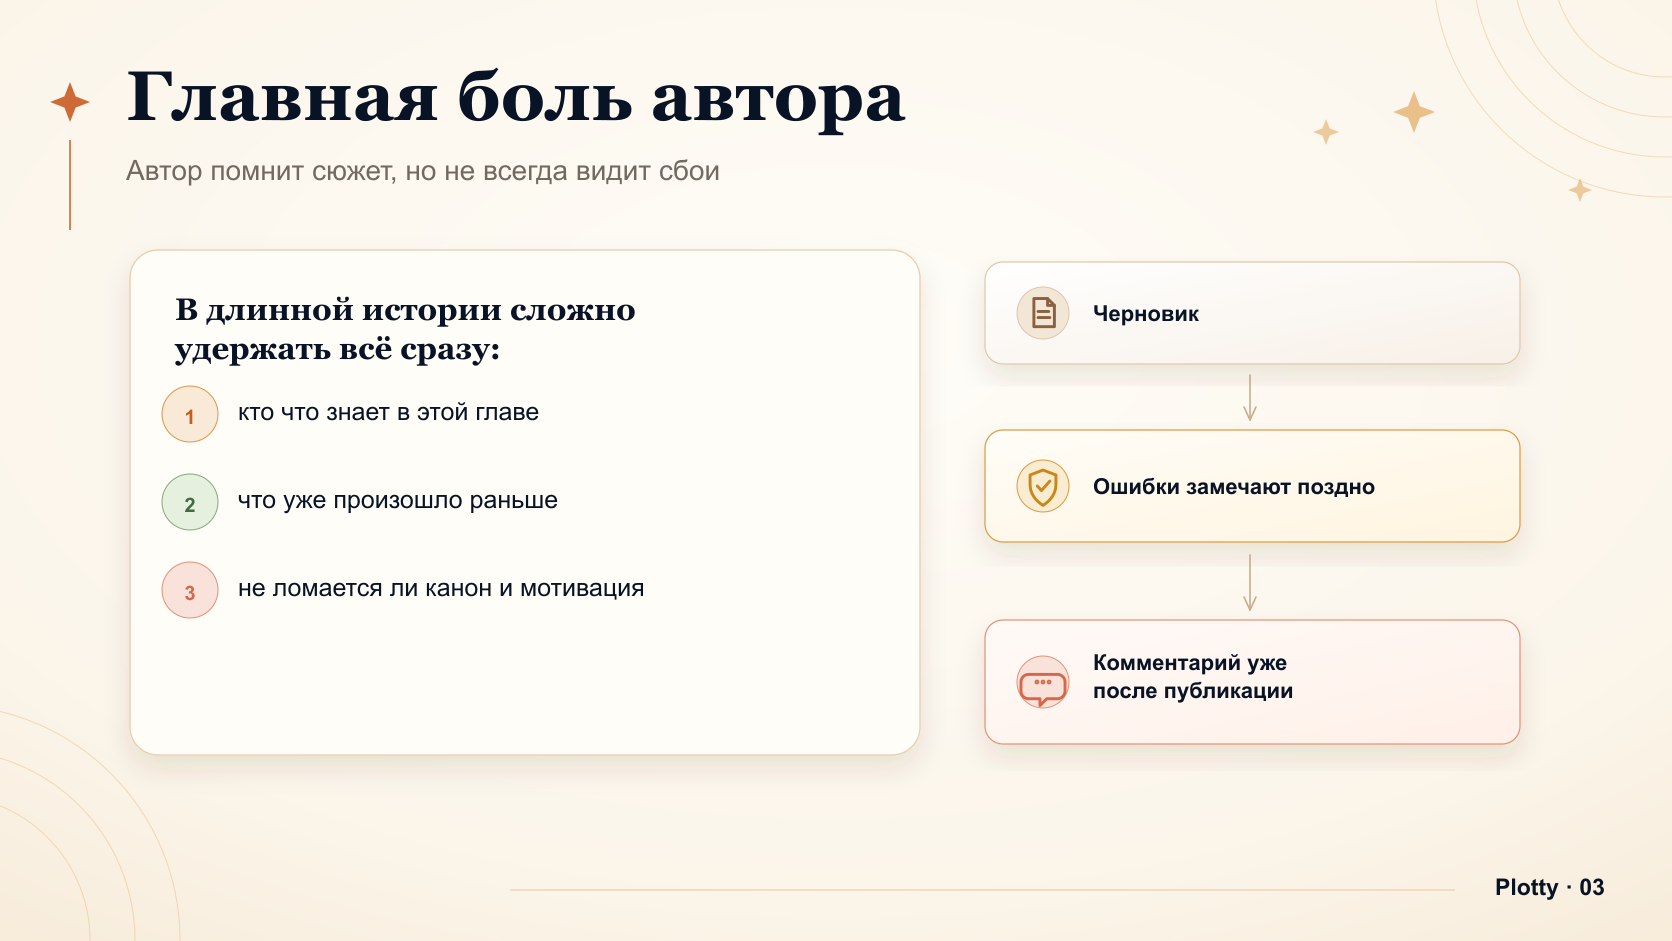 Главная боль автора
Автор помнит сюжет, но не всегда видит сбои
В длинной истории сложно
удержать всё сразу:
1 кто что знает в этой главе
2 что уже произошло раньше
3 не ломается ли канон и мотивация
Черновик
Ошибки замечают поздно
Комментарий уже
после публикации
Plotty · 03